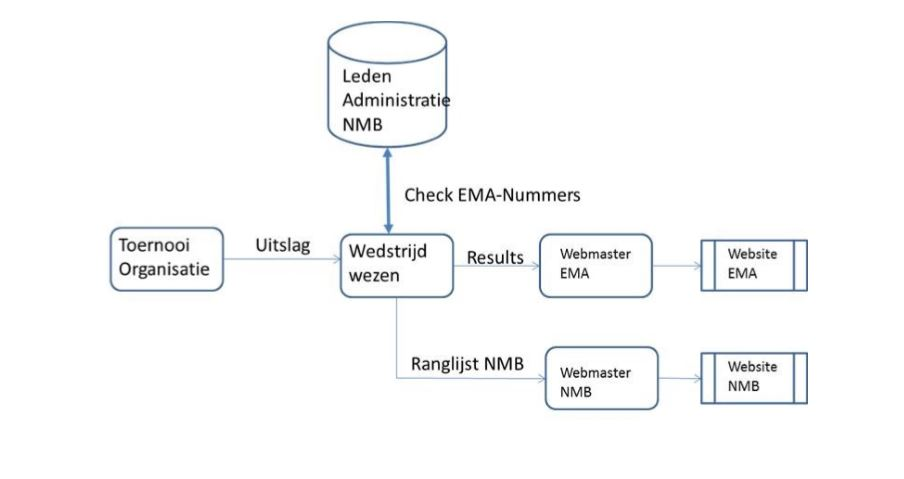 Leden
Administratie
NMB
Check EMA-Nummers
Toernooi
Organisatie
Uitslag
Wedstrijd
wezen
Results
Webmaster
EMA
Website
EMA
Ranglijst NMB
Webmaster
NMB
Website
NMB